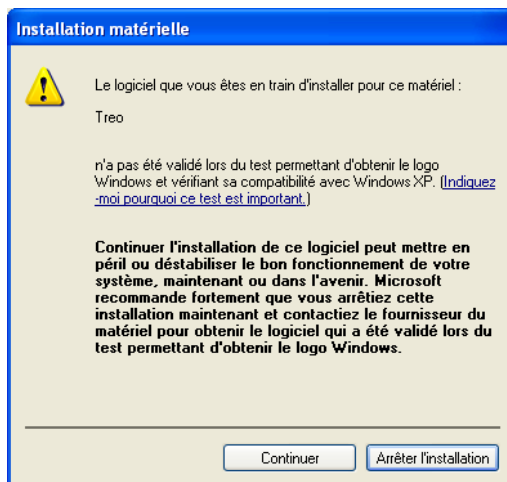 Installation matérielle
Le logiciel que vous êtes en train d'installer pour ce matériel :
Treo
n'a pas été validé lors du test permettant d'obtenir le logo
Windows et vérifiant sa compatibilité avec Windows XP. (Indiquez
-moi pourquoi ce test est important.)
Continuer l'installation de ce logiciel peut mettre en
péril ou déstabiliser le bon fonctionnement de votre
système, maintenant ou dans l'avenir. Microsoft
recommande fortement que vous arrêtiez cette
installation maintenant et contactiez le fournisseur du
matériel pour obtenir le logiciel qui a été validé lors du
test permettant d'obtenir le logo Windows.
Continuer
Arrêter l'installation